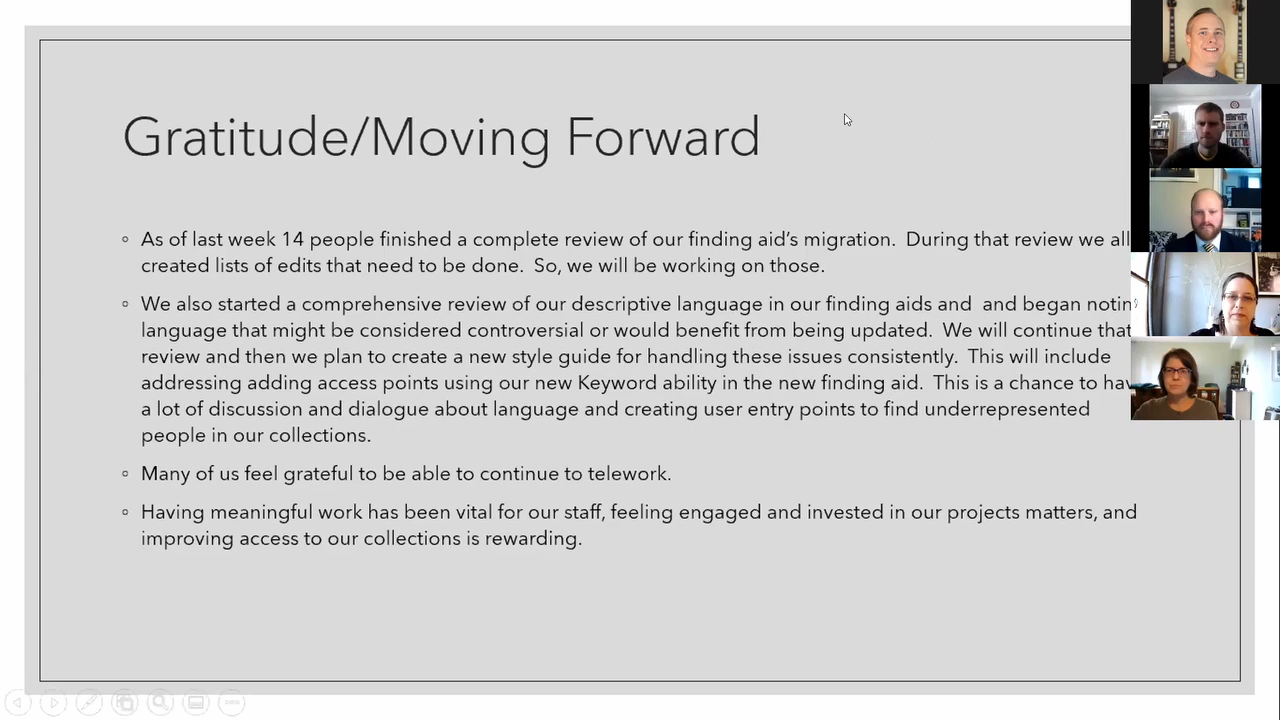 Gratitude/Moving Forward
◦ As of last week 14 people finished a complete review of our finding aid's migration.  During that review we all
created lists of edits that need to be done.  So, we will be working on those.
◦ We also started a comprehensive review of our descriptive language in our finding aids and  and began notin
language that might be considered controversial or would benefit from being updated.  We will continue that
review and then we plan to create a new style guide for handling these issues consistently.  This will include
addressing adding access points using our new Keyword ability in the new finding aid.  This is a chance to hav
a lot of discussion and dialogue about language and creating user entry points to find underrepresented
people in our collections.
◦ Many of us feel grateful to be able to continue to telework.
◦ Having meaningful work has been vital for our staff, feeling engaged and invested in our projects matters, and
improving access to our collections is rewarding.